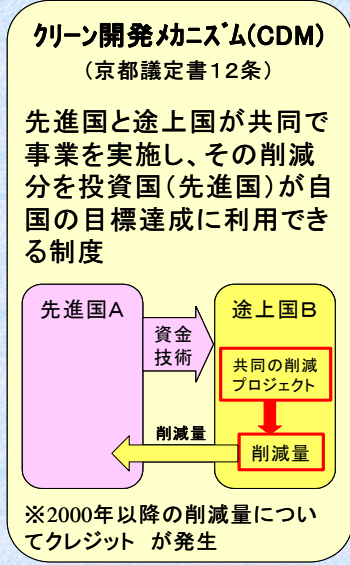 クリーン開発メカニズム(CDM)
(京都議定書12条)
先進国と途上国が共同で
事業を実施し、その削減
分を投資国(先進国)が自
国の目標達成に利用でき
る制度
先進国A
資金
技術
途上国B
共同の削減
プロジェクト
削減量
削減量
※2000年以降の削減量につい
てクレジット が発生